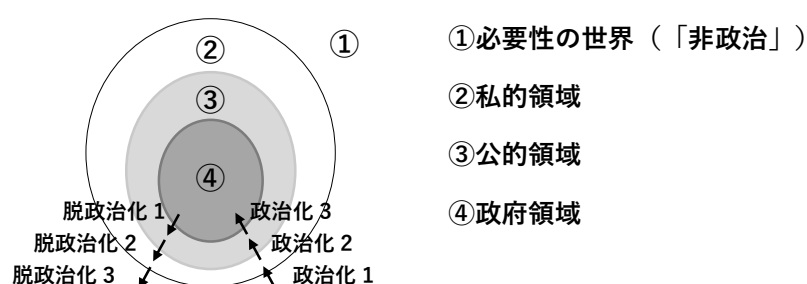 ①
②
③
④
脱政治化 1
脱政治化 2
脱政治化 3
政治化 3
政治化 2
政治化 1
①必要性の世界（「非政治」）
②私的領域
③公的領域
④政府領域